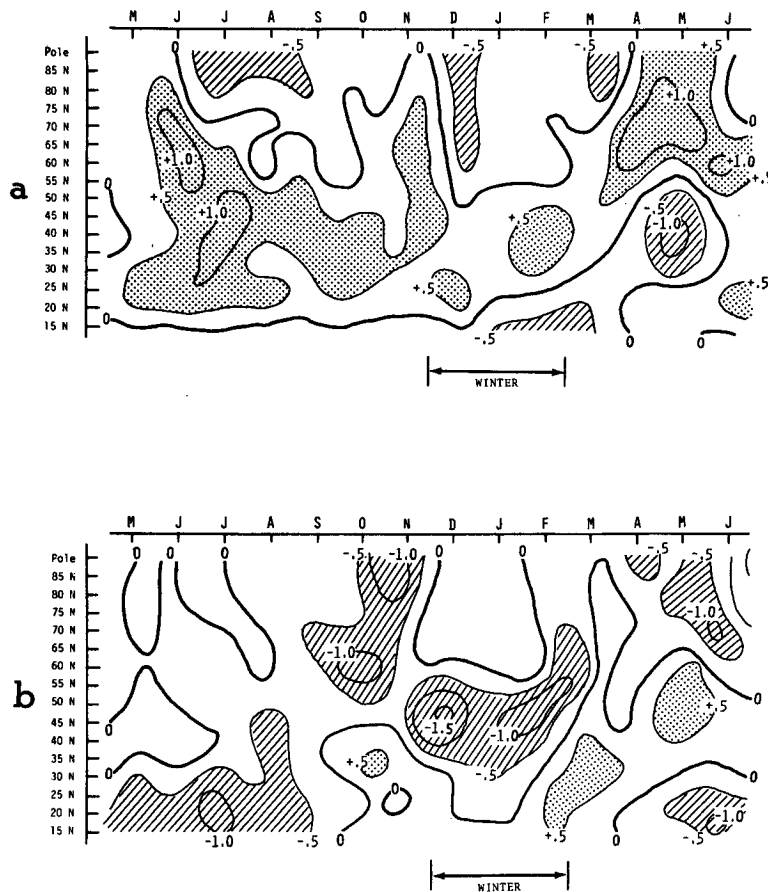 M J J A S O N D J F M A M J
0 -.5 0 -.5 -.5 0 +.5
Pole
85 N
80 N
+1.0
75 N
70 N
0
65 N
60 N
+1.0 +1.0
a
55 N
0 +.5 +.5
50 N
-.5
45 N
+1.0 +.5 -1.0
40 N
35 N
30 N
25 N
+.5 +.5
20 N
15 N
0 -.5 0 0
WINTER
M J J A S O N D J F M A M J
0 0 0 -.5 -1.0 0 0 -.5 -.5
Pole
85 N
80 N
75 N
-1.0
70 N
65 N
-1.0
60 N
55 N
b
50 N
0
45 N
-1.5 -1.0 +.5
40 N
35 N
+.5
30 N
0 -.5 0
25 N
0
20 N
15 N
-1.0 -.5 0 +.5 0 -.5 -1.0
WINTER